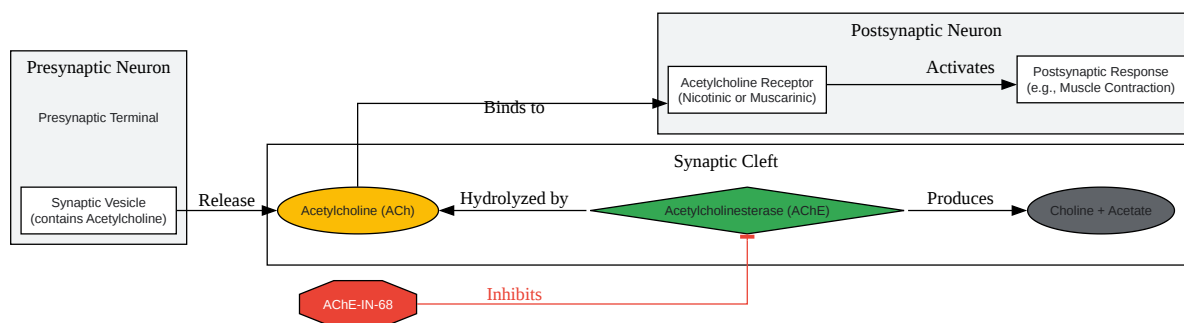 Postsynaptic Neuron
Presynaptic Neuron
Acetylcholine Receptor
(Nicotinic or Muscarinic)
Activates
Postsynaptic Response
(e.g., Muscle Contraction)
Binds to
Presynaptic Terminal
Synaptic Cleft
Synaptic Vesicle
(contains Acetylcholine)
Release
Acetylcholine (ACh)
Hydrolyzed by
Acetylcholinesterase (AChE)
Produces
Choline + Acetate
AChE-IN-68
Inhibits